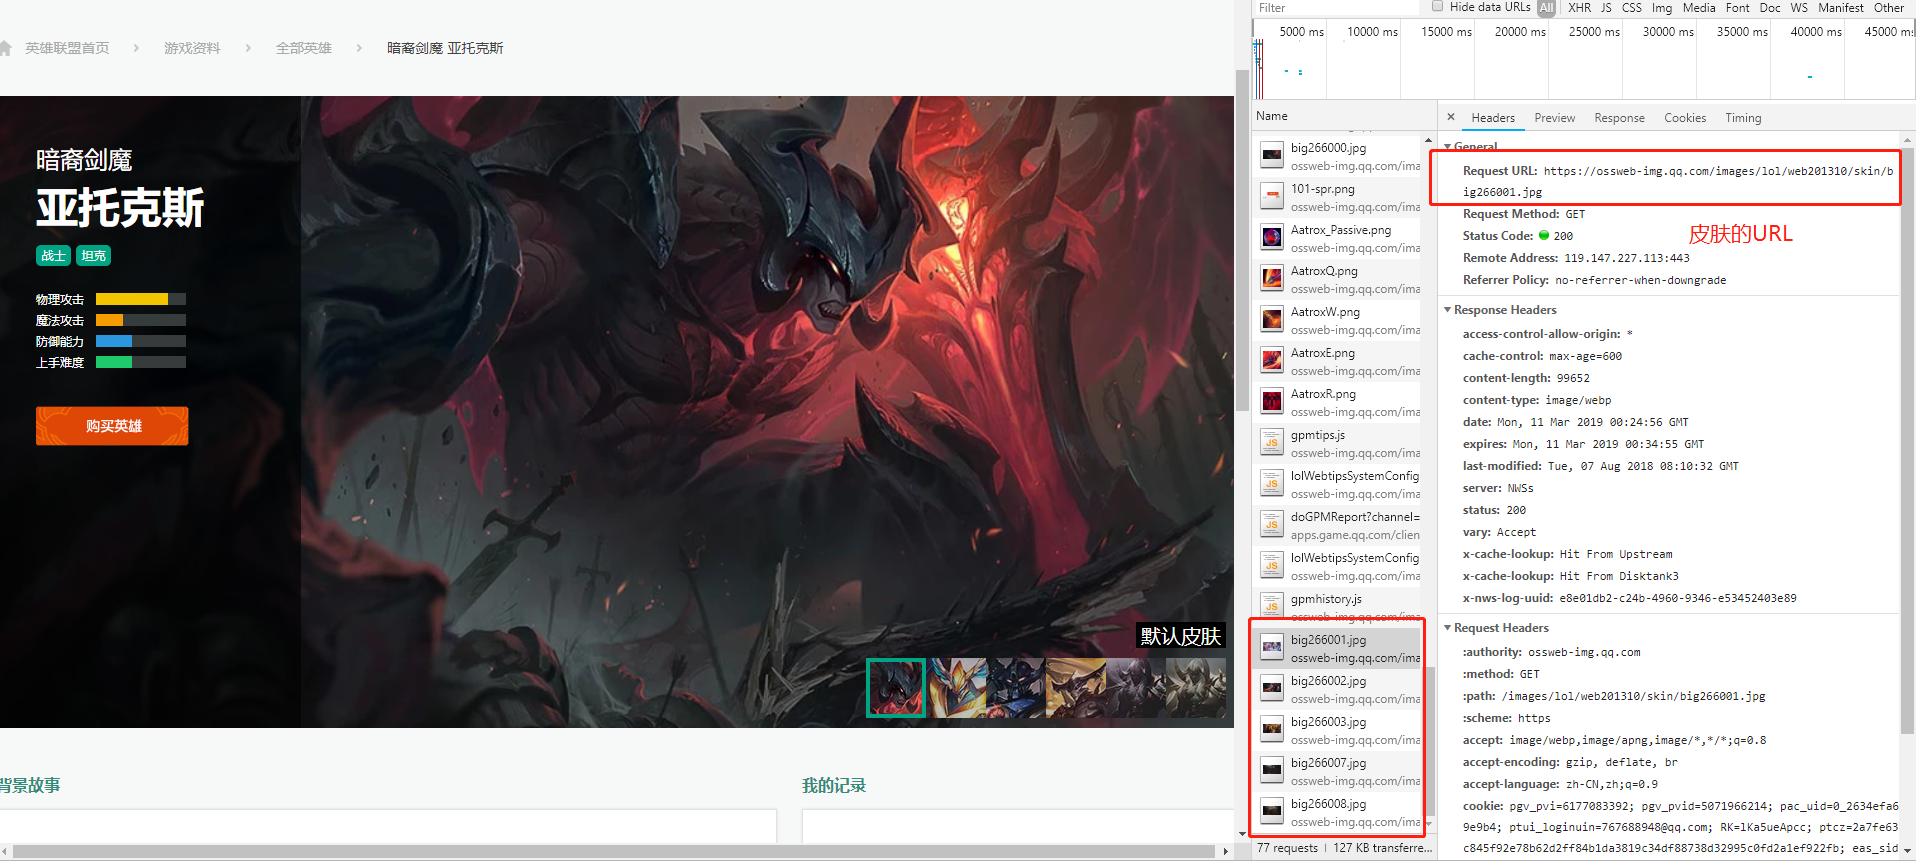 英雄联盟首页 > 游戏资料 > 全部英雄 > 暗裔剑魔 亚托克斯
暗裔剑魔
亚托克斯
战士 坦克
物理攻击
魔法攻击
防御能力
上手难度
购买英雄
默认皮肤
背景故事
我的记录
Filter
Hide data URLs All XHR JS CSS Img Media Font Doc WS Manifest Other
5000 ms 10000 ms 15000 ms 20000 ms 25000 ms 30000 ms 35000 ms 40000 ms 45000 m
Name
big266000.jpg
ossweb-img.qq.com/ima
101-spr.png
ossweb-img.qq.com/ima
Aatrox_Passive.png
ossweb-img.qq.com/ima
AatroxQ.png
ossweb-img.qq.com/ima
AatroxW.png
ossweb-img.qq.com/ima
AatroxE.png
ossweb-img.qq.com/ima
AatroxR.png
ossweb-img.qq.com/ima
gpmtips.js
ossweb-img.qq.com/ima
lolWebtipsSystemConfig
ossweb-img.qq.com/ima
doGPMReport?channel=
apps.game.qq.com/clien
lolWebtipsSystemConfig
ossweb-img.qq.com/ima
gpmhistory.js
ossweb-img.qq.com/ima
big266001.jpg
ossweb-img.qq.com/ima
big266002.jpg
ossweb-img.qq.com/ima
big266003.jpg
ossweb-img.qq.com/ima
big266007.jpg
ossweb-img.qq.com/ima
big266008.jpg
ossweb-img.qq.com/ima
77 requests | 127 KB transferre...
× Headers Preview Response Cookies Timing
General
Request URL: https://ossweb-img.qq.com/images/lol/web201310/skin/b
ig266001.jpg
Request Method: GET
Status Code: 200
皮肤的URL
Remote Address: 119.147.227.113:443
Referrer Policy: no-referrer-when-downgrade
Response Headers
access-control-allow-origin: *
cache-control: max-age=600
content-length: 99652
content-type: image/webp
date: Mon, 11 Mar 2019 00:24:56 GMT
expires: Mon, 11 Mar 2019 00:34:55 GMT
last-modified: Tue, 07 Aug 2018 08:10:32 GMT
server: NWSs
status: 200
vary: Accept
x-cache-lookup: Hit From Upstream
x-cache-lookup: Hit From Disktank3
x-nws-log-uuid: e8e01db2-c24b-4960-9346-e53452403e89
Request Headers
:authority: ossweb-img.qq.com
:method: GET
:path: /images/lol/web201310/skin/big266001.jpg
:scheme: https
accept: image/webp,image/apng,image/*,*/*;q=0.8
accept-encoding: gzip, deflate, br
accept-language: zh-CN,zh;q=0.9
cookie: pgv_pvi=6177083392; pgv_pvid=5071966214; pac_uid=0_2634efa6
9e9b4; ptui_loginuin=767688948@qq.com; RK=lKa5ueApcc; ptcz=2a7fe63
c845f92e78b62d2ff84b1da3819c34df88738d32995c0fd2a1ef922fb; eas_sid